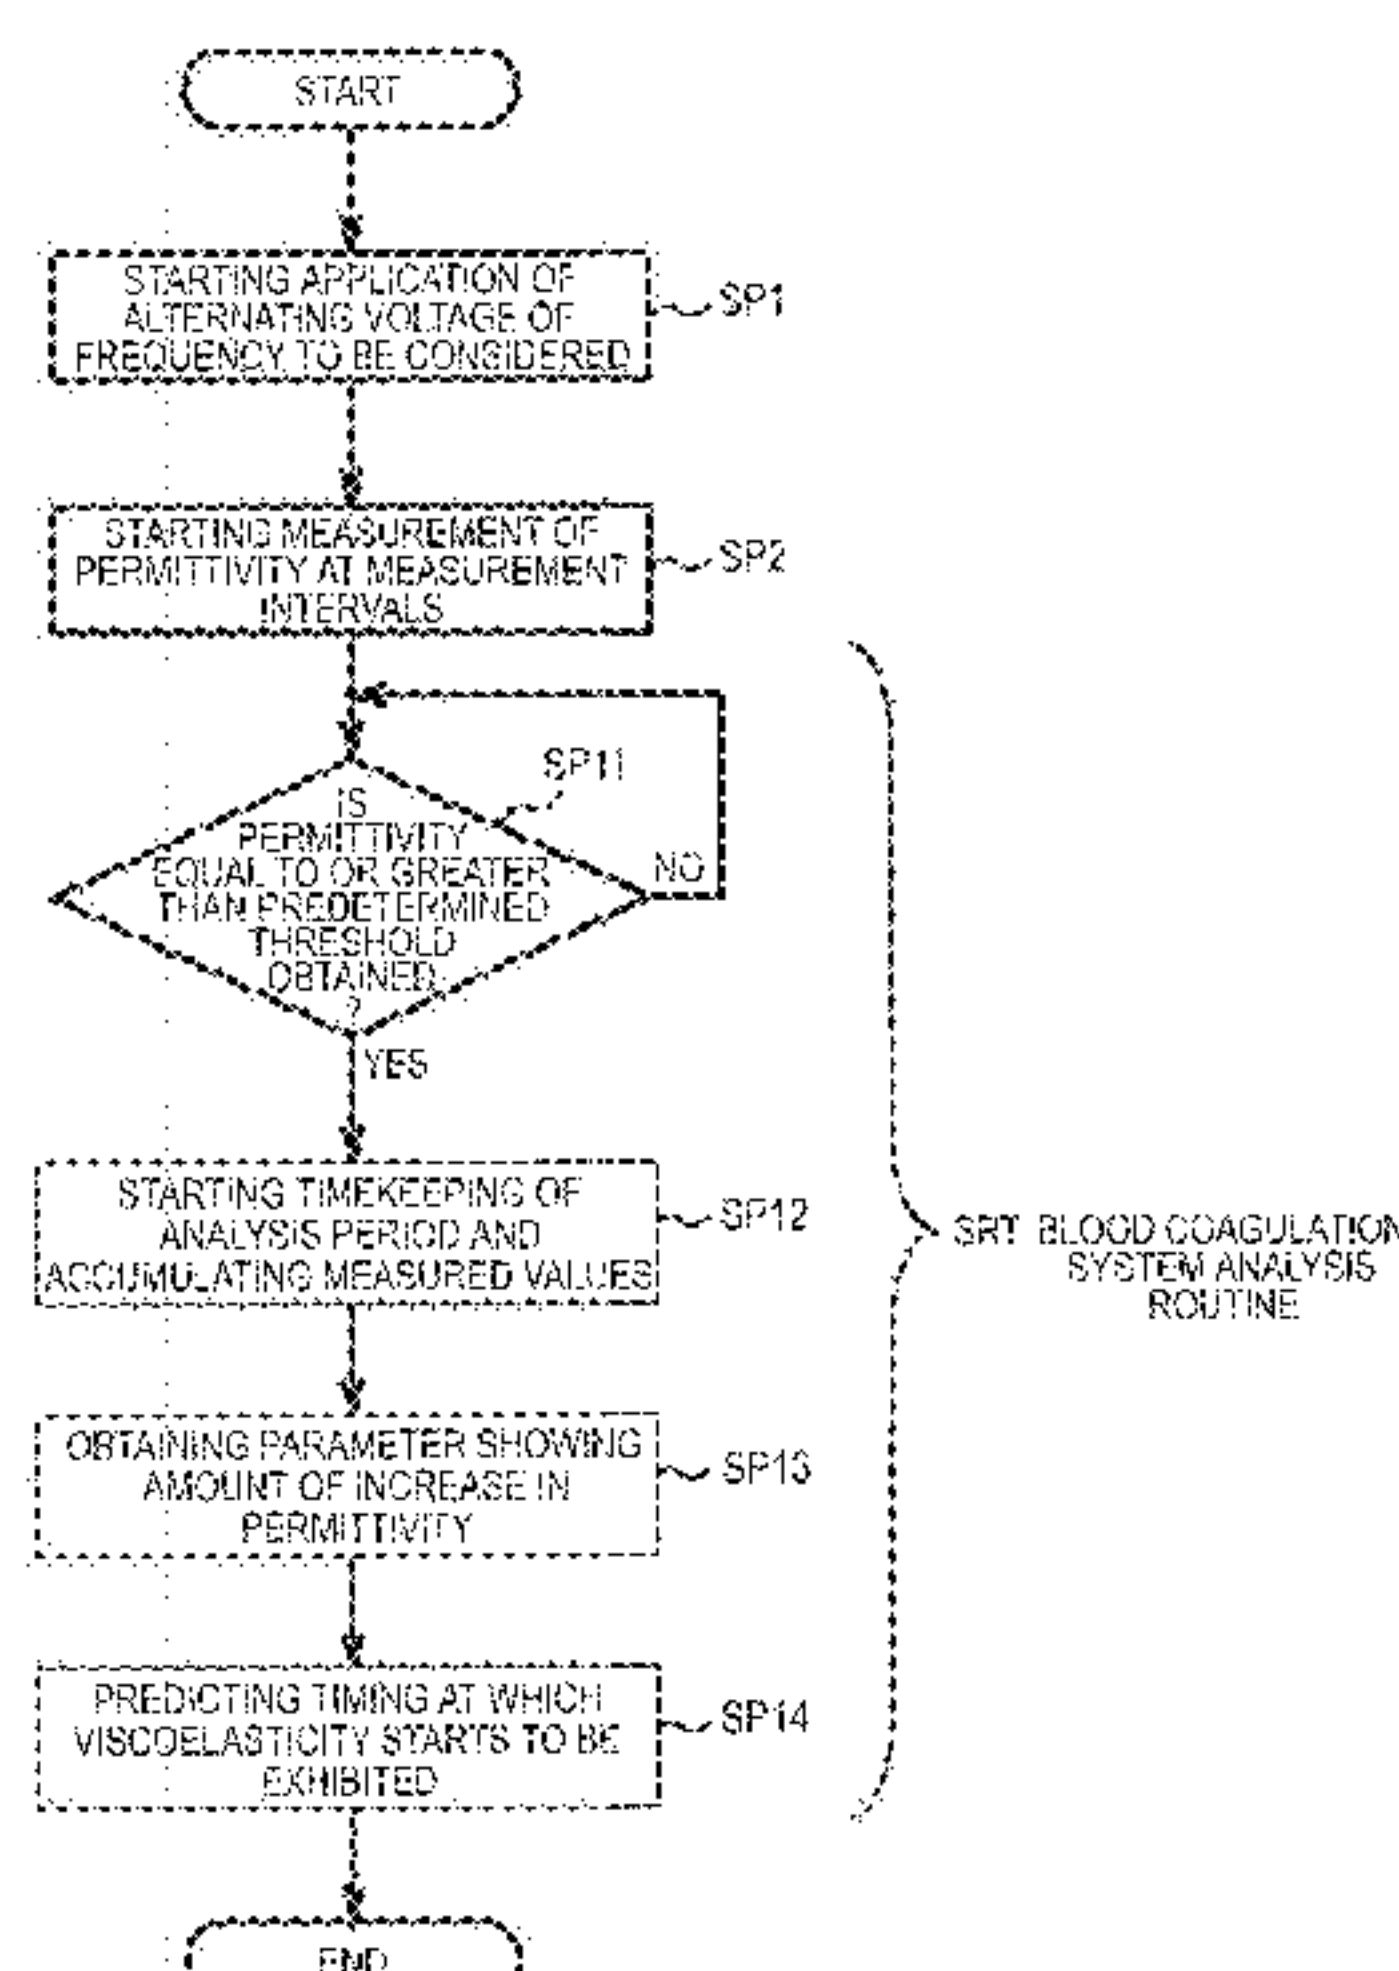 START
STARTING APPLICATION OF
ALTERNATING VOLTAGE OF
FREQUENCY TO BE CONSIDERED
SP1
STARTING MEASUREMENT OF
PERMITTIVITY AT MEASUREMENT
INTERVALS
SP2
SP11
IS
PERMITTIVITY
EQUAL TO OR GREATER
THAN PREDETERMINED
THRESHOLD
OBTAINED
?
NO
YES
STARTING TIMEKEEPING OF
ANALYSIS PERIOD AND
ACCUMULATING MEASURED VALUES
SP12
SRT BLOOD COAGULATION
SYSTEM ANALYSIS
ROUTINE
OBTAINING PARAMETER SHOWING
AMOUNT OF INCREASE IN
PERMITTIVITY
SP13
PREDICTING TIMING AT WHICH
VISCOELASTICITY STARTS TO BE
EXHIBITED
SP14
END